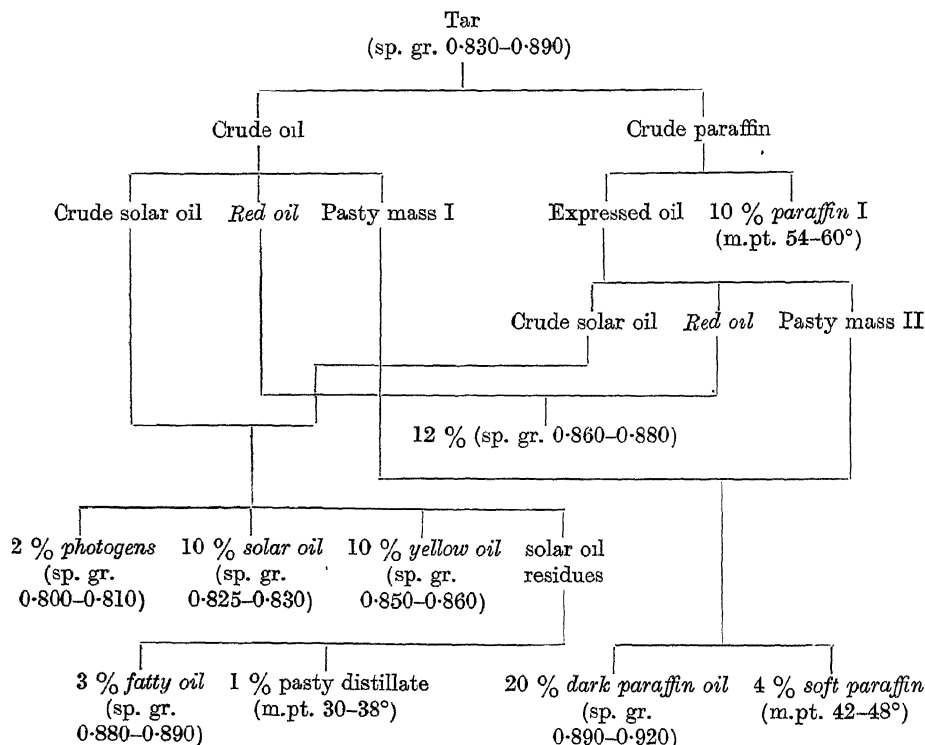 Tar
(sp. gr. 0·830–0·890)
Crude oil
Crude paraffin
Crude solar oil Red oil Pasty mass I
Expressed oil 10 % paraffin I
(m.pt. 54–60°)
Crude solar oil Red oil Pasty mass II
12 % (sp. gr. 0·860–0·880)
2 % photogens
(sp. gr.
0·800–0·810)
10 % solar oil
(sp. gr.
0·825–0·830)
10 % yellow oil
(sp. gr.
0·850–0·860)
solar oil
residues
3 % fatty oil
(sp. gr.
0·880–0·890)
1 % pasty distillate
(m.pt. 30–38°)
20 % dark paraffin oil
(sp. gr.
0·890–0·920)
4 % soft paraffin
(m.pt. 42–48°)